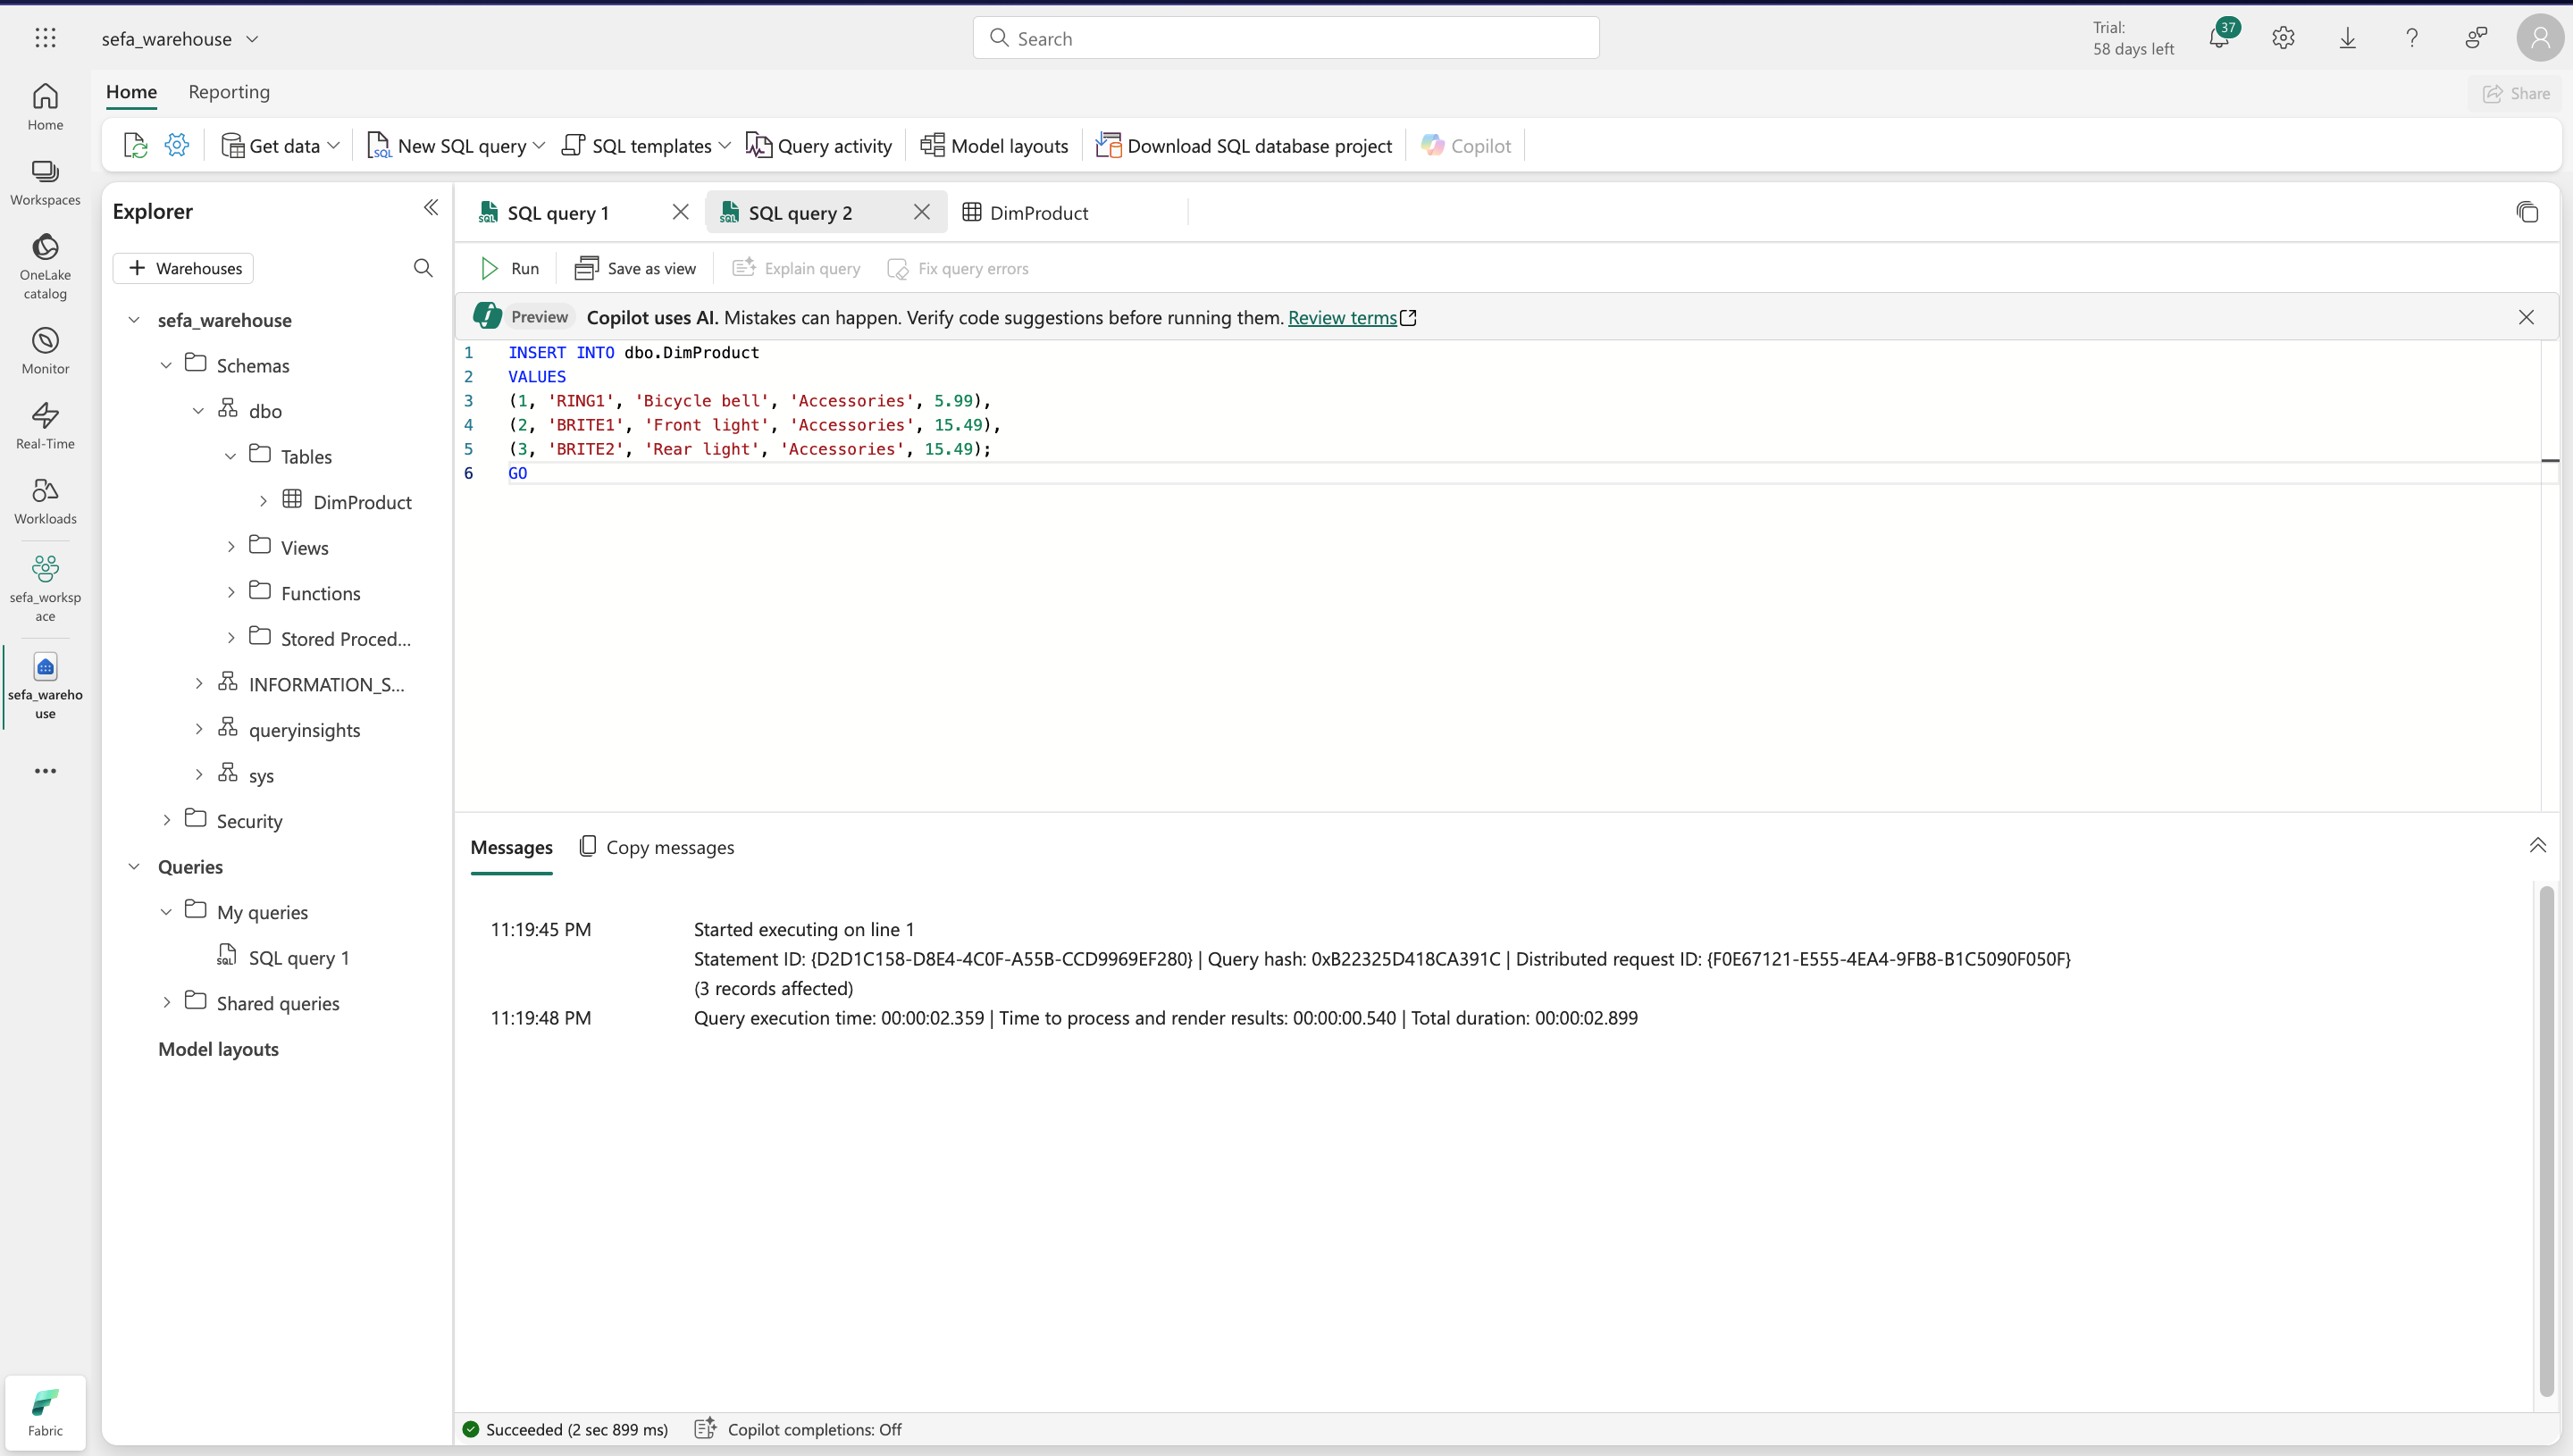 sefa_warehouse
Search
Trial:
58 days left
37
Home
Reporting
Share
Get data
New SQL query
SQL templates
Query activity
Model layouts
Download SQL database project
Copilot
Home
Workspaces
OneLake
catalog
Monitor
Real-Time
Workloads
sefa_worksp
ace
sefa_wareho
use
Fabric
Explorer
Warehouses
sefa_warehouse
Schemas
dbo
Tables
DimProduct
Views
Functions
Stored Proced...
INFORMATION_S...
queryinsights
sys
Security
Queries
My queries
SQL query 1
Shared queries
Model layouts
SQL query 1
SQL query 2
DimProduct
Run
Save as view
Explain query
Fix query errors
Preview Copilot uses AI. Mistakes can happen. Verify code suggestions before running them. Review terms
1 INSERT INTO dbo.DimProduct
2 VALUES
3 (1, 'RING1', 'Bicycle bell', 'Accessories', 5.99),
4 (2, 'BRITE1', 'Front light', 'Accessories', 15.49),
5 (3, 'BRITE2', 'Rear light', 'Accessories', 15.49);
6 GO
Messages
Copy messages
11:19:45 PM Started executing on line 1
Statement ID: {D2D1C158-D8E4-4C0F-A55B-CCD9969EF280} | Query hash: 0xB22325D418CA391C | Distributed request ID: {F0E67121-E555-4EA4-9FB8-B1C5090F050F}
(3 records affected)
11:19:48 PM Query execution time: 00:00:02.359 | Time to process and render results: 00:00:00.540 | Total duration: 00:00:02.899
Succeeded (2 sec 899 ms)
Copilot completions: Off